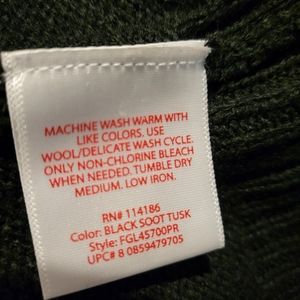 MACHINE WASH WARM WITH
LIKE COLORS. USE
WOOL/DELICATE WASH CYCLE.
ONLY NON-CHLORINE BLEACH
WHEN NEEDED. TUMBLE DRY
MEDIUM. LOW IRON.
RN# 114186
Color: BLACK SOOT TUSK
Style: FGL45700PR
UPC# 8 0859479705